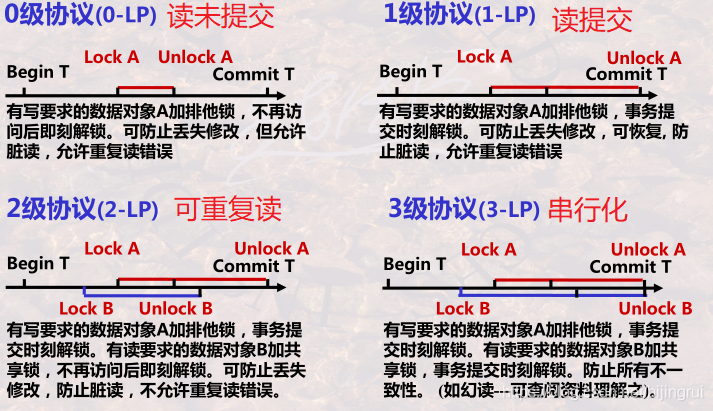 0级协议(0-LP) 读未提交
Lock A
Unlock A
Begin T
Commit T
有写要求的数据对象A加排他锁，不再访
问后即刻解锁。可防止丢失修改，但允许
脏读，允许重复读错误
1级协议(1-LP) 读提交
Lock A
Unlock A
Begin T
Commit T
有写要求的数据对象A加排他锁，事务提
交时刻解锁。可防止丢失修改，可恢复, 防
止脏读，允许重复读错误
2级协议(2-LP) 可重复读
Lock A
Unlock A
Begin T
Commit T
Lock B
Unlock B
有写要求的数据对象A加排他锁，事务提
交时刻解锁。有读要求的数据对象B加共
享锁，不再访问后即刻解锁。可防止丢失
修改，防止脏读，不允许重复读错误。
3级协议(3-LP) 串行化
Lock A
Unlock A
Begin T
Commit T
Lock B
Unlock B
有写要求的数据对象A加排他锁，事务提
交时刻解锁。有读要求的数据对象B加共
享锁，事务提交时刻解锁。防止所有不一
致性。 (如幻读---可查阅资料理解之)。